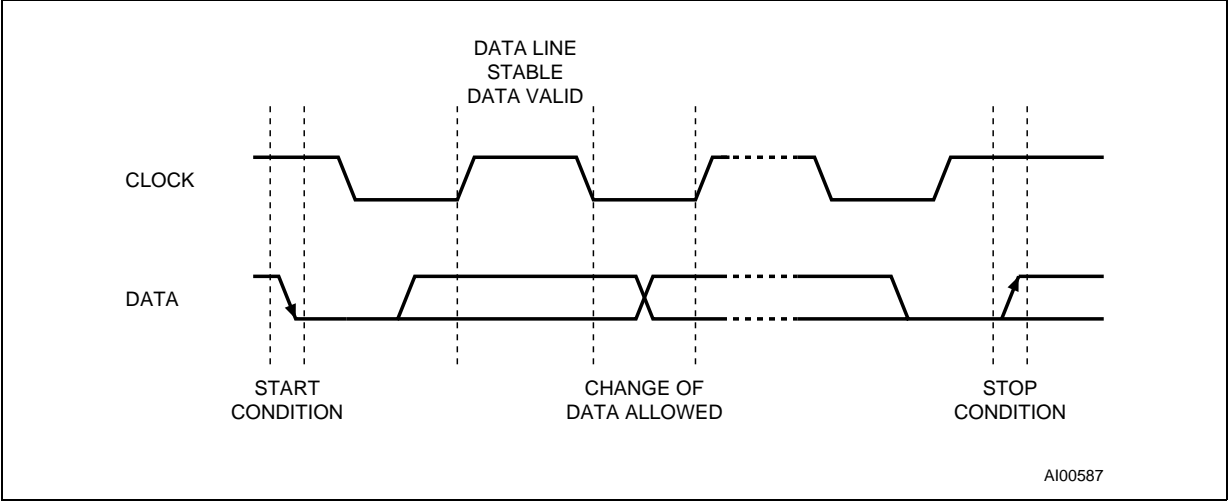 DATA LINE
STABLE
DATA VALID
CLOCK
DATA
START
CONDITION
CHANGE OF
DATA ALLOWED
STOP
CONDITION
AI00587